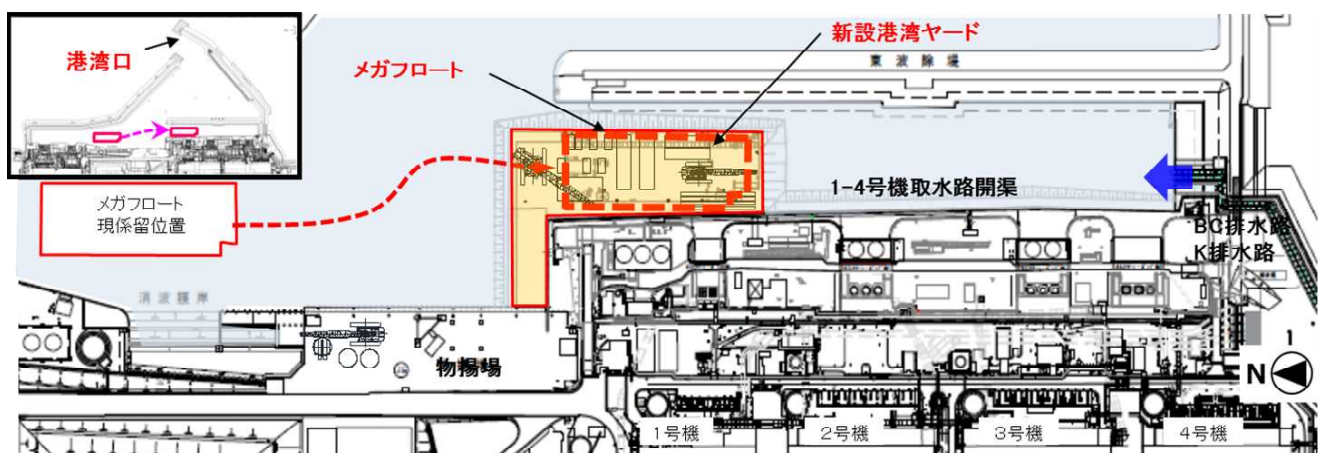 港湾口
メガフロート
新設港湾ヤード
東波除堤
メガフロート
現係留位置
1-4号機取水路開渠
BC排水路
K排水路
消波護岸
物揚場
N
1号機
2号機
3号機
4号機